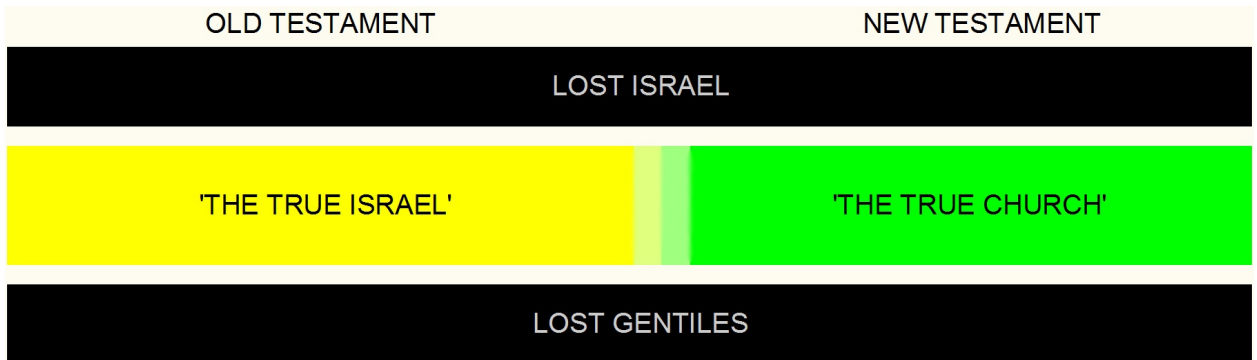 OLD TESTAMENT
NEW TESTAMENT
LOST ISRAEL
'THE TRUE ISRAEL'
'THE TRUE CHURCH'
LOST GENTILES